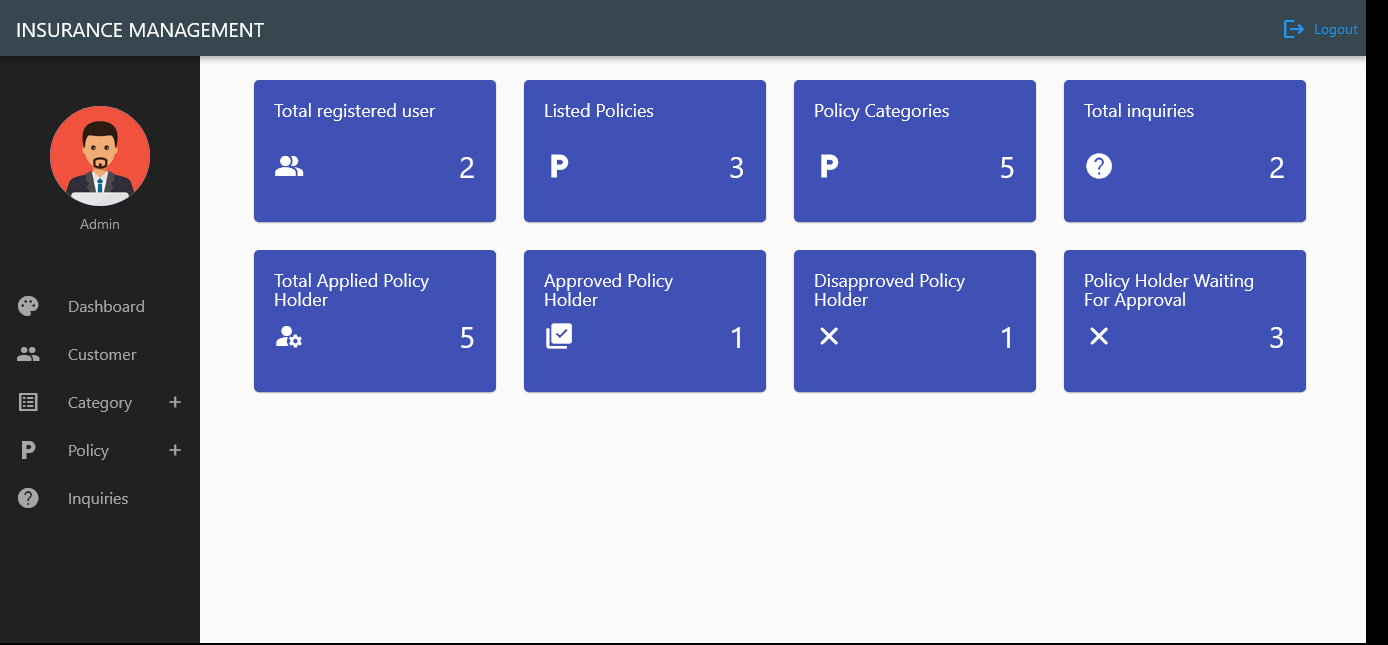 INSURANCE MANAGEMENT
Logout
Admin
Dashboard
Customer
Category +
Policy +
Inquiries
Total registered user
2
Listed Policies
P 3
Policy Categories
P 5
Total inquiries
? 2
Total Applied Policy
Holder
5
Approved Policy
Holder
1
Disapproved Policy
Holder
1
Policy Holder Waiting
For Approval
3